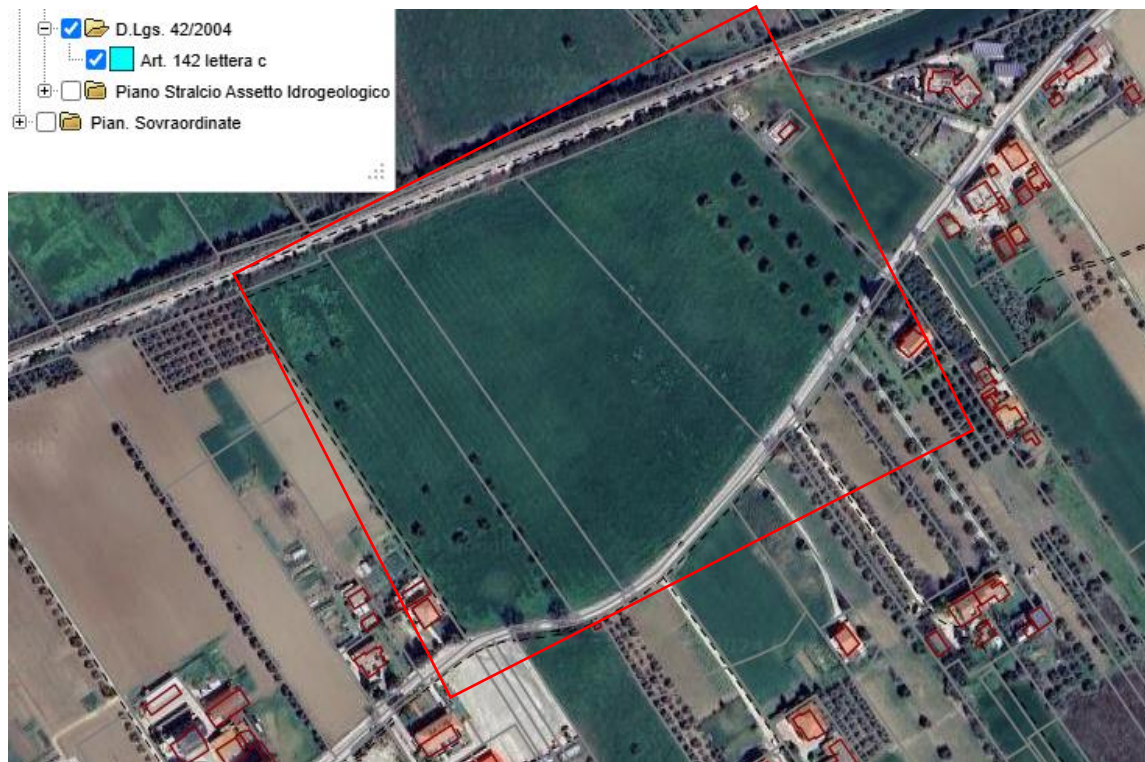 D.Lgs. 42/2004
Art. 142 lettera c
Piano Stralcio Assetto Idrogeologico
Pian. Sovraordinate